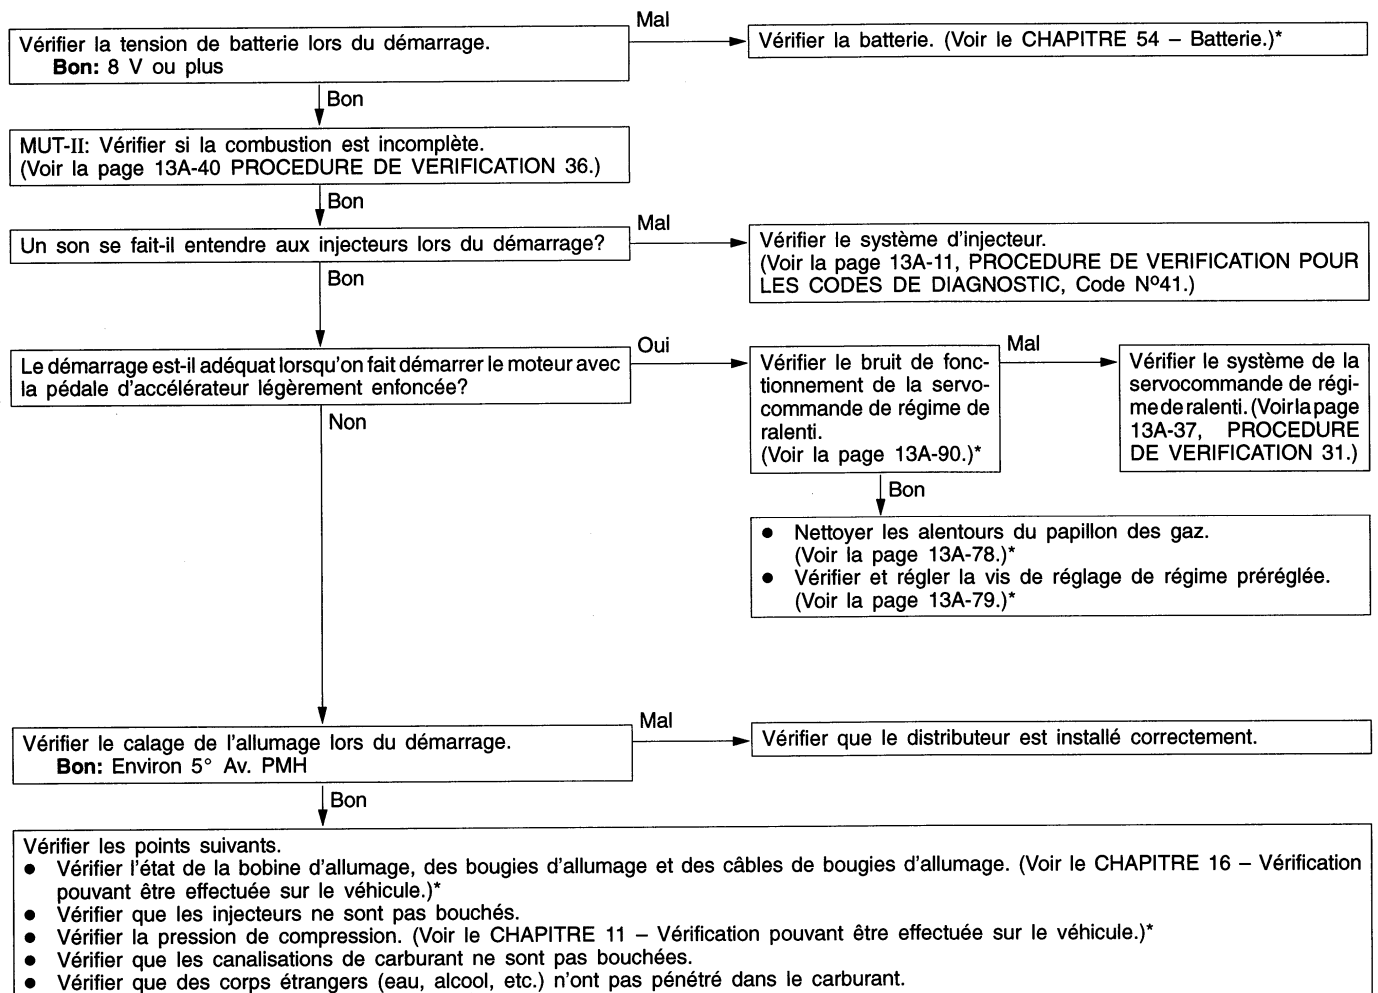 Vérifier la tension de batterie lors du démarrage.
Bon: 8 V ou plus
Mal
Vérifier la batterie. (Voir le CHAPITRE 54 – Batterie.)*
Bon
MUT-II: Vérifier si la combustion est incomplète.
(Voir la page 13A-40 PROCEDURE DE VERIFICATION 36.)
Bon
Un son se fait-il entendre aux injecteurs lors du démarrage?
Mal
Vérifier le système d'injecteur.
(Voir la page 13A-11, PROCEDURE DE VERIFICATION POUR
LES CODES DE DIAGNOSTIC, Code Nº41.)
Bon
Le démarrage est-il adéquat lorsqu'on fait démarrer le moteur avec
la pédale d'accélérateur légèrement enfoncée?
Oui
Vérifier le bruit de fonc-
tionnement de la servo-
commande de régime de
ralenti.
(Voir la page 13A-90.)*
Mal
Vérifier le système de la
servocommande de régi-
me de ralenti. (Voir la page
13A-37, PROCEDURE
DE VERIFICATION 31.)
Non
Bon
● Nettoyer les alentours du papillon des gaz.
(Voir la page 13A-78.)*
● Vérifier et régler la vis de réglage de régime préréglée.
(Voir la page 13A-79.)*
Vérifier le calage de l'allumage lors du démarrage.
Bon: Environ 5° Av. PMH
Mal
Vérifier que le distributeur est installé correctement.
Bon
Vérifier les points suivants.
● Vérifier l'état de la bobine d'allumage, des bougies d'allumage et des câbles de bougies d'allumage. (Voir le CHAPITRE 16 – Vérification
pouvant être effectuée sur le véhicule.)*
● Vérifier que les injecteurs ne sont pas bouchés.
● Vérifier la pression de compression. (Voir le CHAPITRE 11 – Vérification pouvant être effectuée sur le véhicule.)*
● Vérifier que les canalisations de carburant ne sont pas bouchées.
● Vérifier que des corps étrangers (eau, alcool, etc.) n'ont pas pénétré dans le carburant.